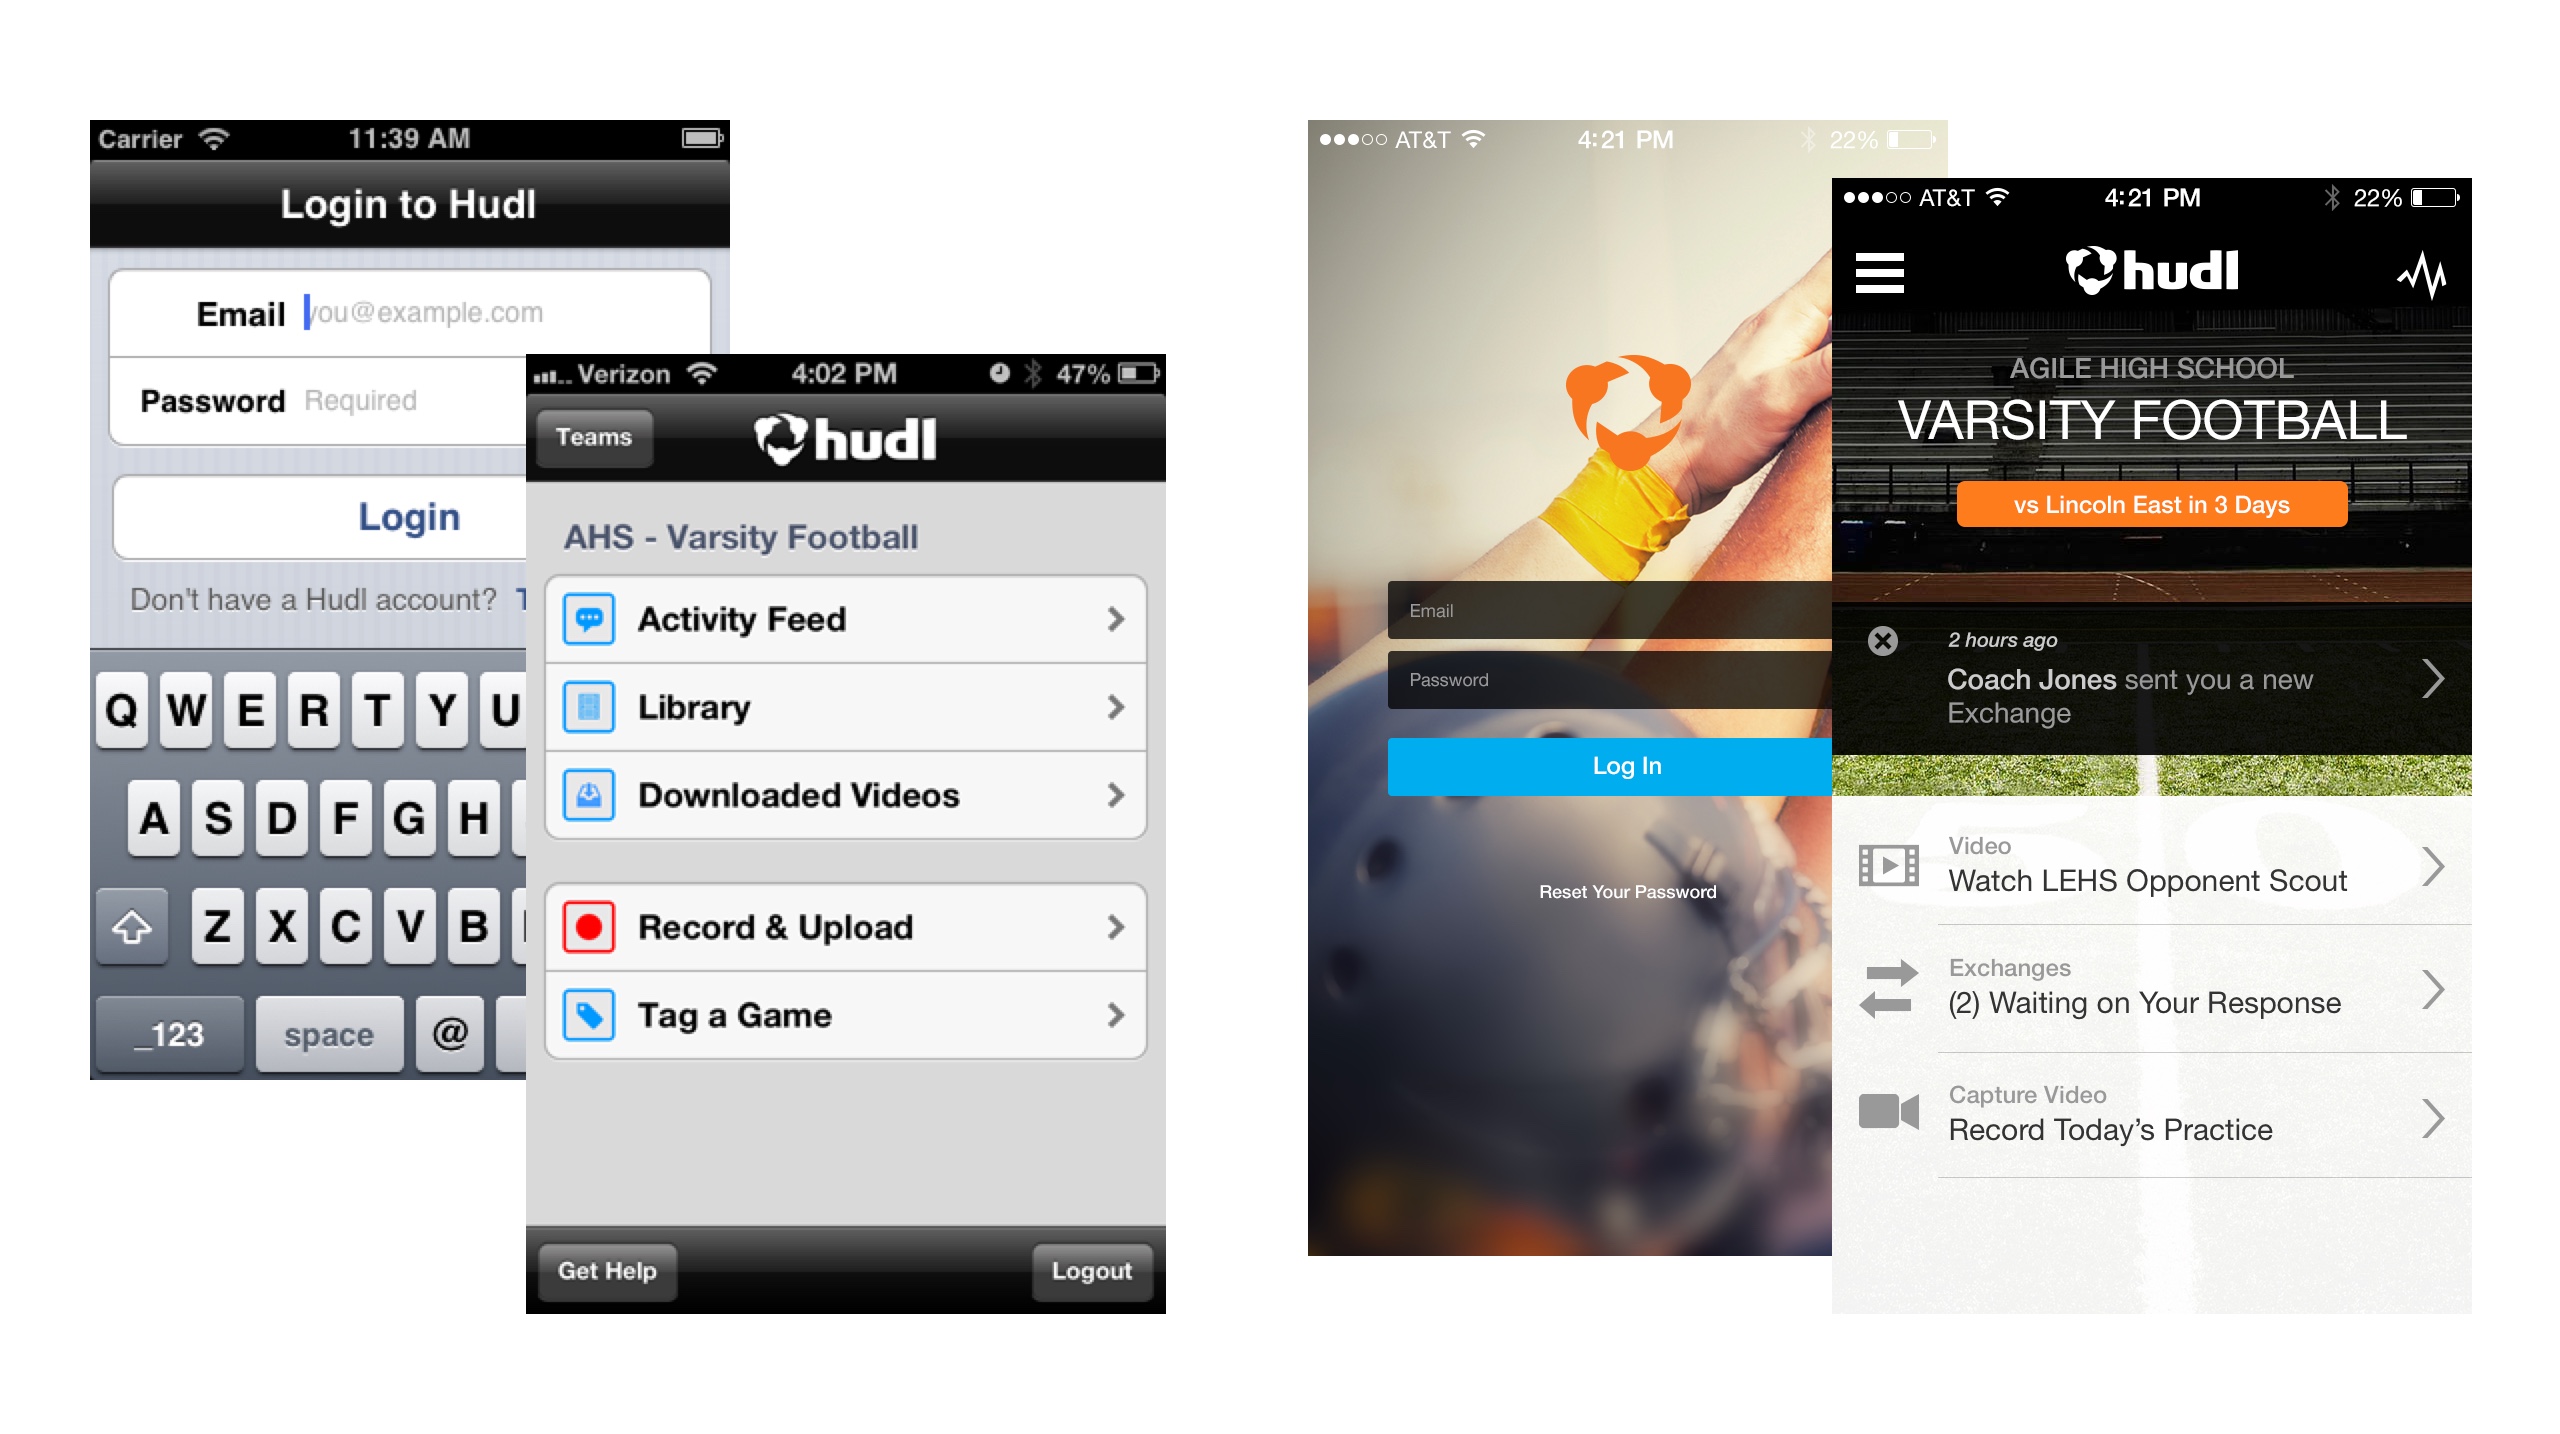 Carrier 11:39 AM
Login to Hudl
Email you@example.com
Password Required
Login
Don't have a Hudl account?
Q W E R T Y U
A S D F G H
Z X C V B
_123 space @
Verizon 4:02 PM 47%
Teams hudl
AHS - Varsity Football
Activity Feed
Library
Downloaded Videos
Record & Upload
Tag a Game
Get Help Logout
AT&T 4:21 PM 22%
Email
Password
Log In
Reset Your Password
AT&T 4:21 PM 22%
hudl
AGILE HIGH SCHOOL
VARSITY FOOTBALL
vs Lincoln East in 3 Days
2 hours ago
Coach Jones sent you a new
Exchange
Video
Watch LEHS Opponent Scout
Exchanges
(2) Waiting on Your Response
Capture Video
Record Today’s Practice